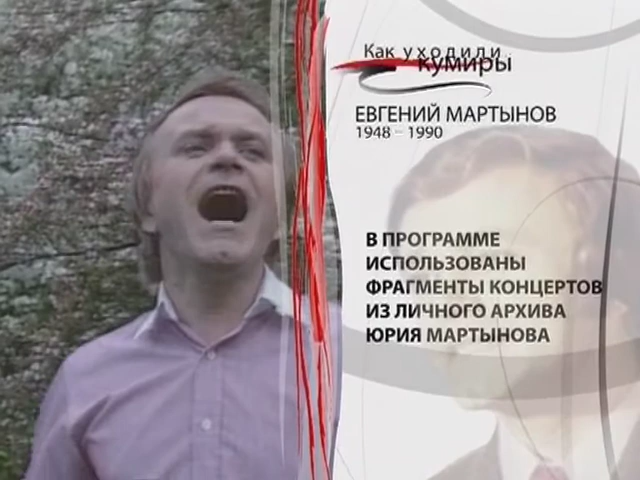 Как уходили
кумиры
ЕВГЕНИЙ МАРТЫНОВ
1948 – 1990
В ПРОГРАММЕ
ИСПОЛЬЗОВАНЫ
ФРАГМЕНТЫ КОНЦЕРТОВ
ИЗ ЛИЧНОГО АРХИВА
ЮРИЯ МАРТЫНОВА